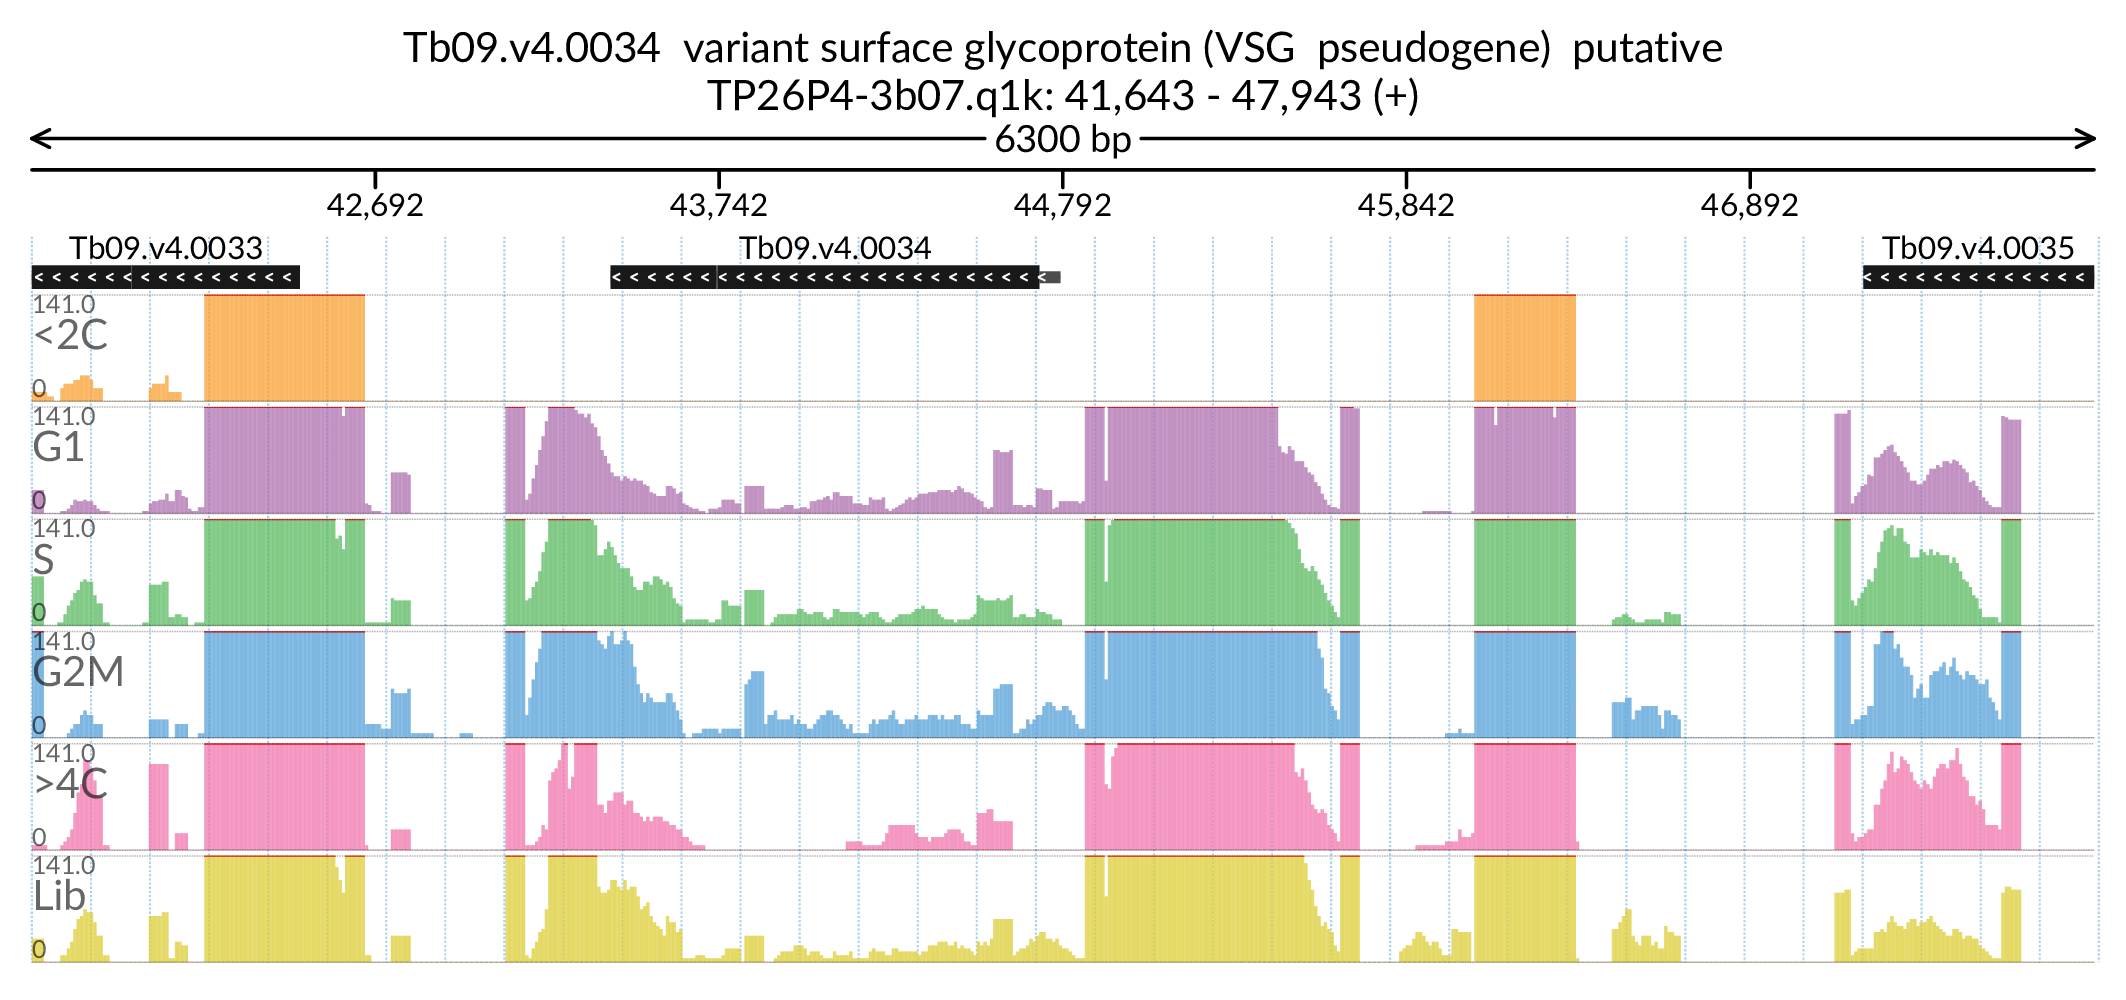 Tb09.v4.0034  variant surface glycoprotein (VSG  pseudogene)  putative
TP26P4-3b07.q1k: 41,643 - 47,943 (+)
6300 bp
42,692 43,742 44,792 45,842 46,892
Tb09.v4.0033 Tb09.v4.0034 Tb09.v4.0035
141.0
<2C
0
141.0
G1
0
141.0
S
0
141.0
G2M
0
141.0
>4C
0
141.0
Lib
0